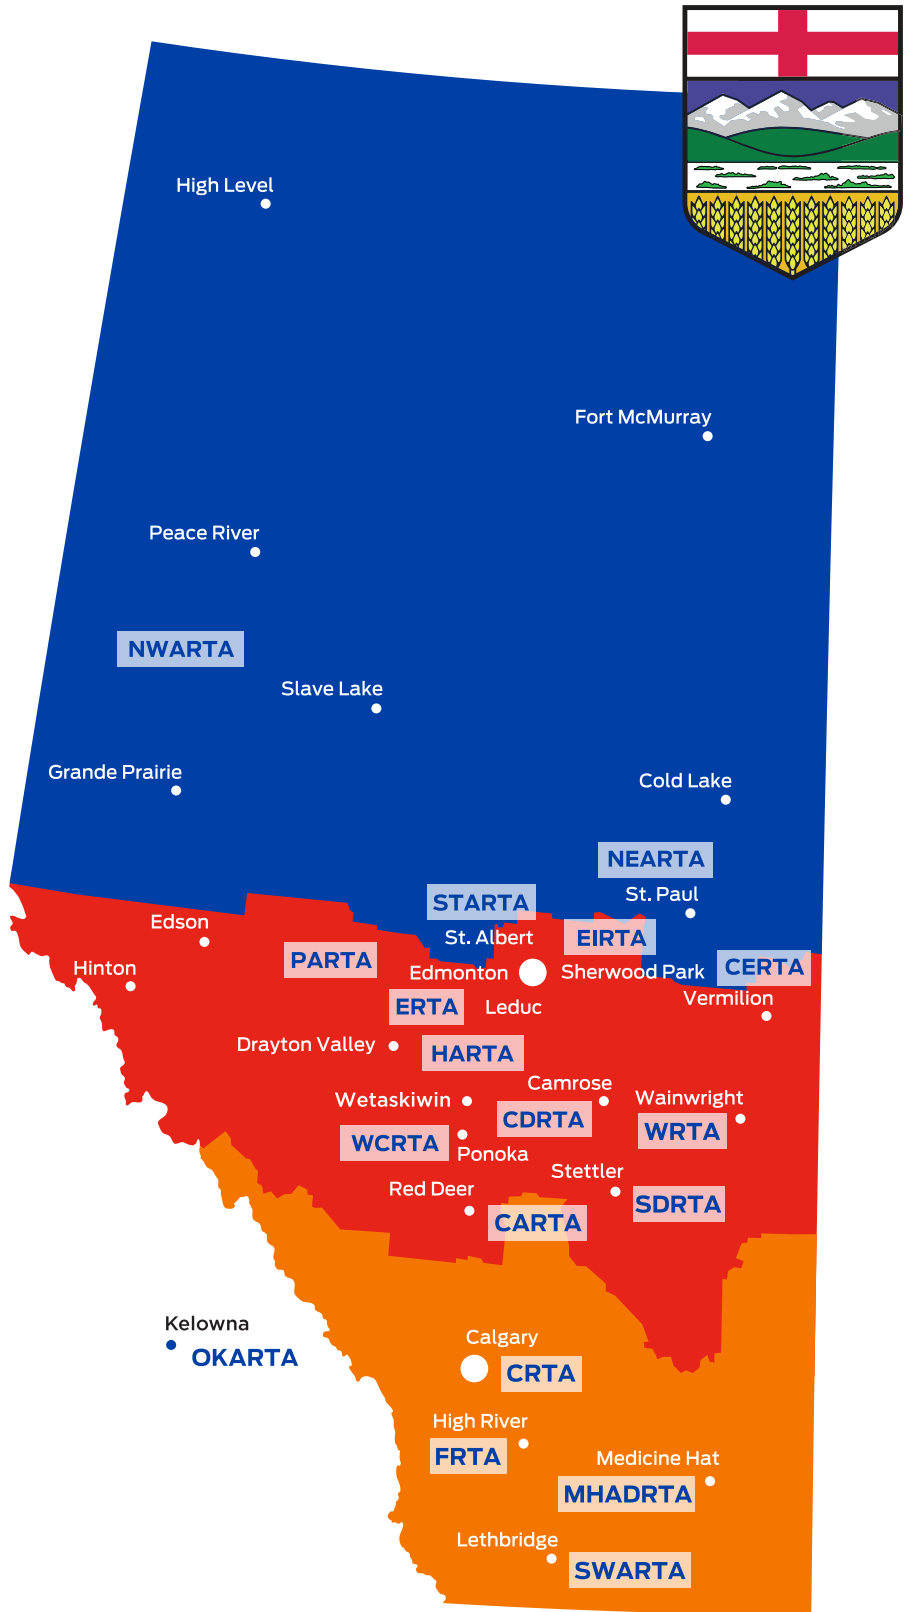 High Level
Fort McMurray
Peace River
NWARTA
Slave Lake
Grande Prairie
Cold Lake
NEARTA
St. Paul
STARTA
Edson
St. Albert
EIRTA
PARTA
Hinton
Edmonton
Sherwood Park
CERTA
Vermilion
ERTA
Leduc
Drayton Valley
HARTA
Camrose
Wetaskiwin
Wainwright
CDRTA
WRTA
WCRTA
Ponoka
Stettler
Red Deer
SDRTA
CARTA
Kelowna
OKARTA
Calgary
CRTA
High River
FRTA
Medicine Hat
MHADRTA
Lethbridge
SWARTA